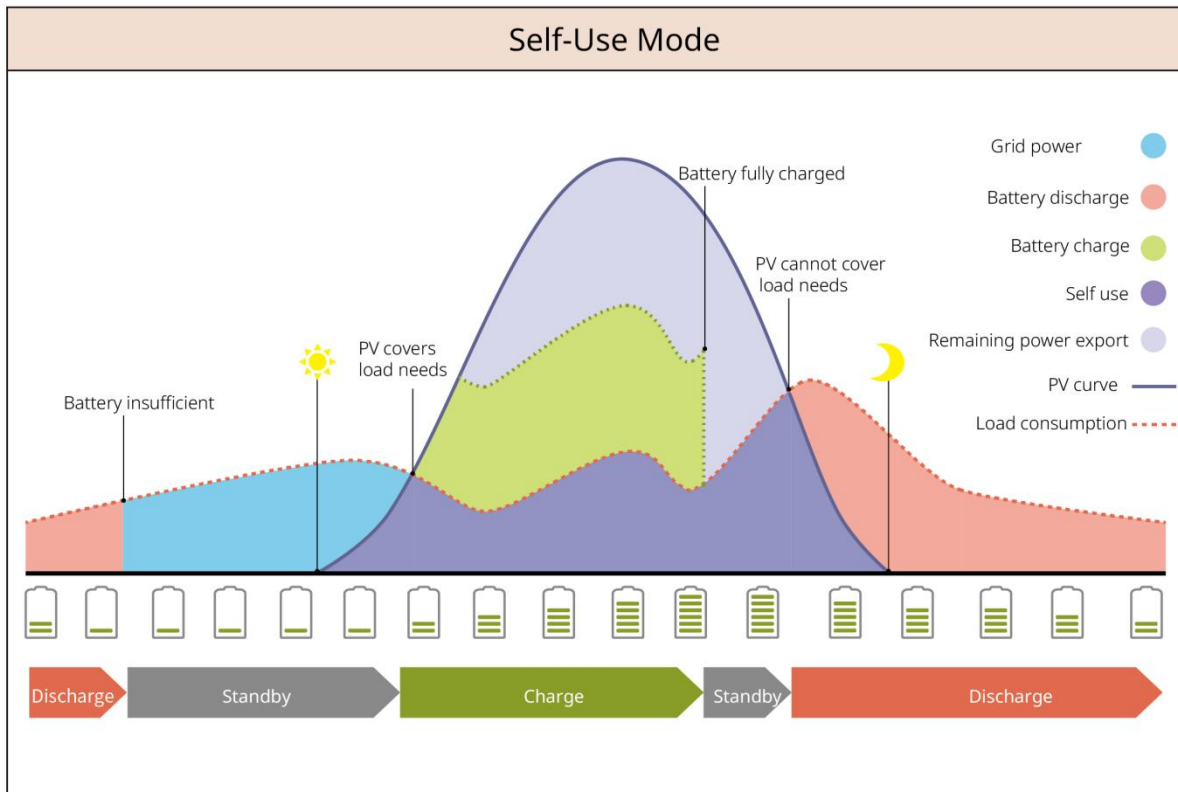 Self-Use Mode
Grid power
Battery discharge
Battery charge
Self use
Remaining power export
PV curve
Load consumption
Battery fully charged
PV cannot cover
load needs
PV covers
load needs
Battery insufficient
Discharge
Standby
Charge
Standby
Discharge